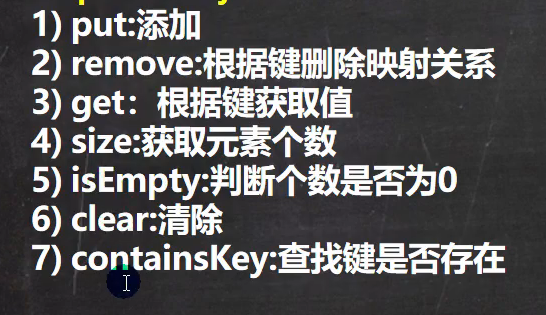 1) put:添加
2) remove:根据键删除映射关系
3) get：根据键获取值
4) size:获取元素个数
5) isEmpty:判断个数是否为0
6) clear:清除
7) containsKey:查找键是否存在